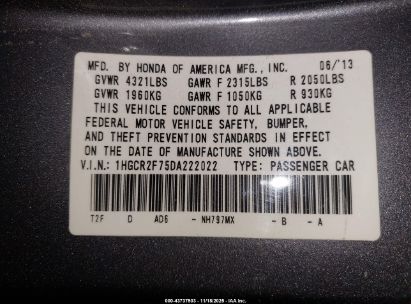 MFD. BY HONDA OF AMERICA MFG., INC. 06/'13
GVWR 4321LBS GAWR F 2315LBS R 2050LBS
GVWR 1960KG GAWR F 1050KG R 930KG
THIS VEHICLE CONFORMS TO ALL APPLICABLE
FEDERAL MOTOR VEHICLE SAFETY, BUMPER,
AND THEFT PREVENTION STANDARDS IN EFFECT
ON THE DATE OF MANUFACTURE SHOWN ABOVE.
V.I.N.: 1HGCR2F75DA222022 TYPE: PASSENGER CAR
T2F D AD6 - NH797MX - B - A